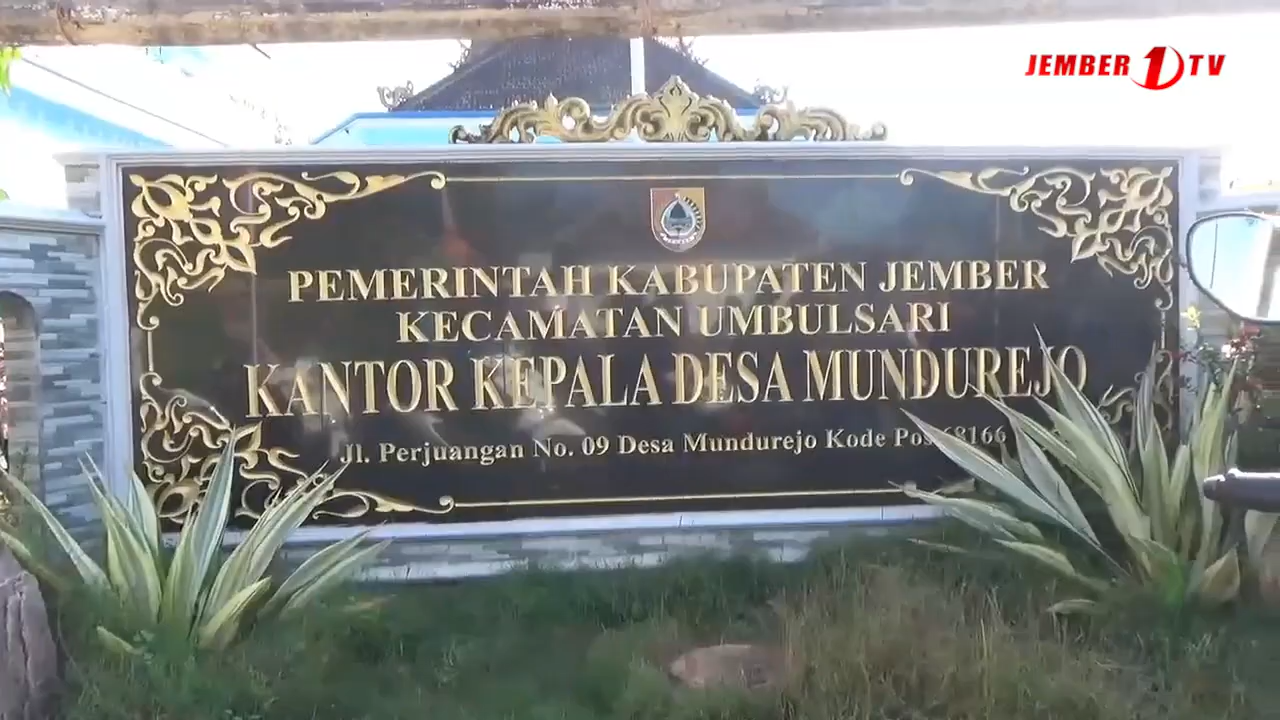 JEMBER 1 TV
PEMERINTAH KABUPATEN JEMBER
KECAMATAN UMBULSARI
KANTOR KEPALA DESA MUNDUREJO
Jl. Perjuangan No. 09 Desa Mundurejo Kode Pos 68166